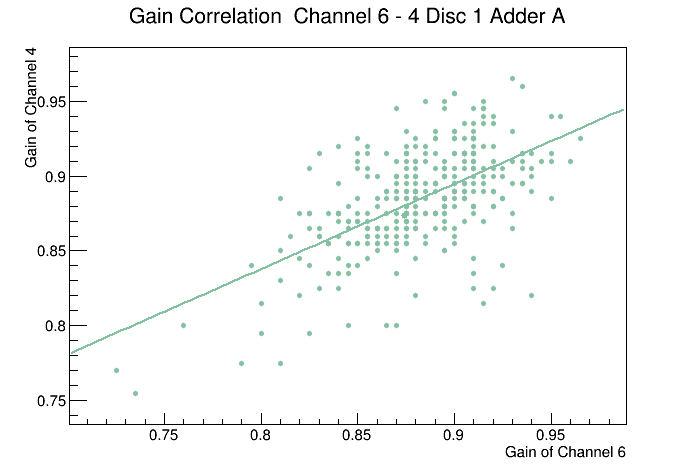 Gain Correlation  Channel 6 - 4 Disc 1 Adder A
Gain of Channel 4
0.95
0.9
0.85
0.8
0.75
0.75 0.8 0.85 0.9 0.95
Gain of Channel 6